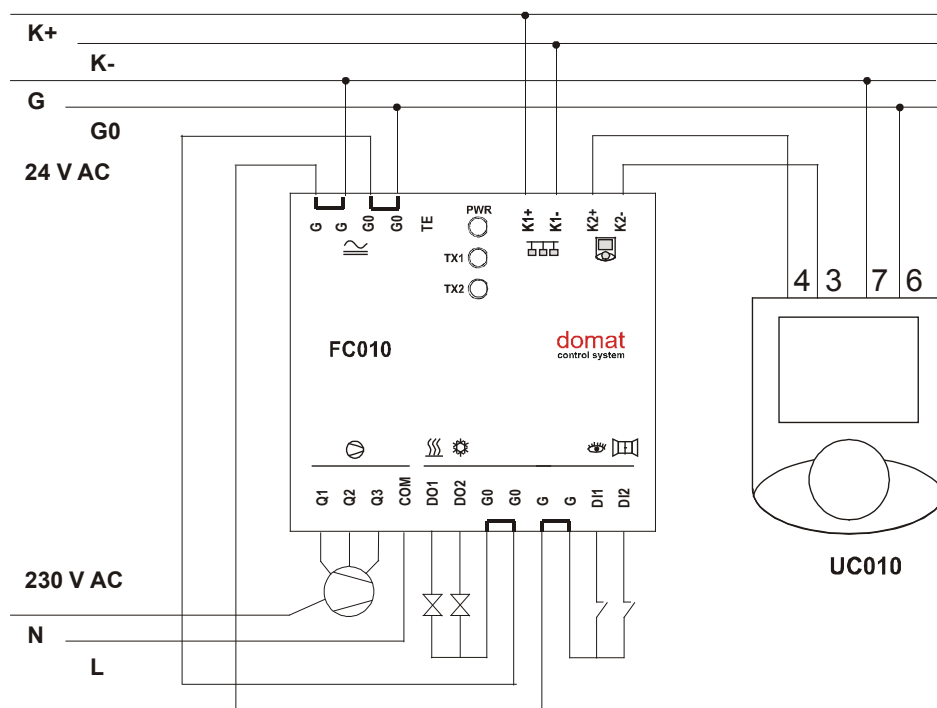 K+
K-
G
G0
24 V AC
G G G0 G0 TE
PWR
K1+ K1- K2+ K2-
TX1
TX2
4 3 7 6
FC010
domat
control system
Q1 Q2 Q3 COM DO1 DO2 G0 G0 G G DI1 DI2
UC010
230 V AC
N
L